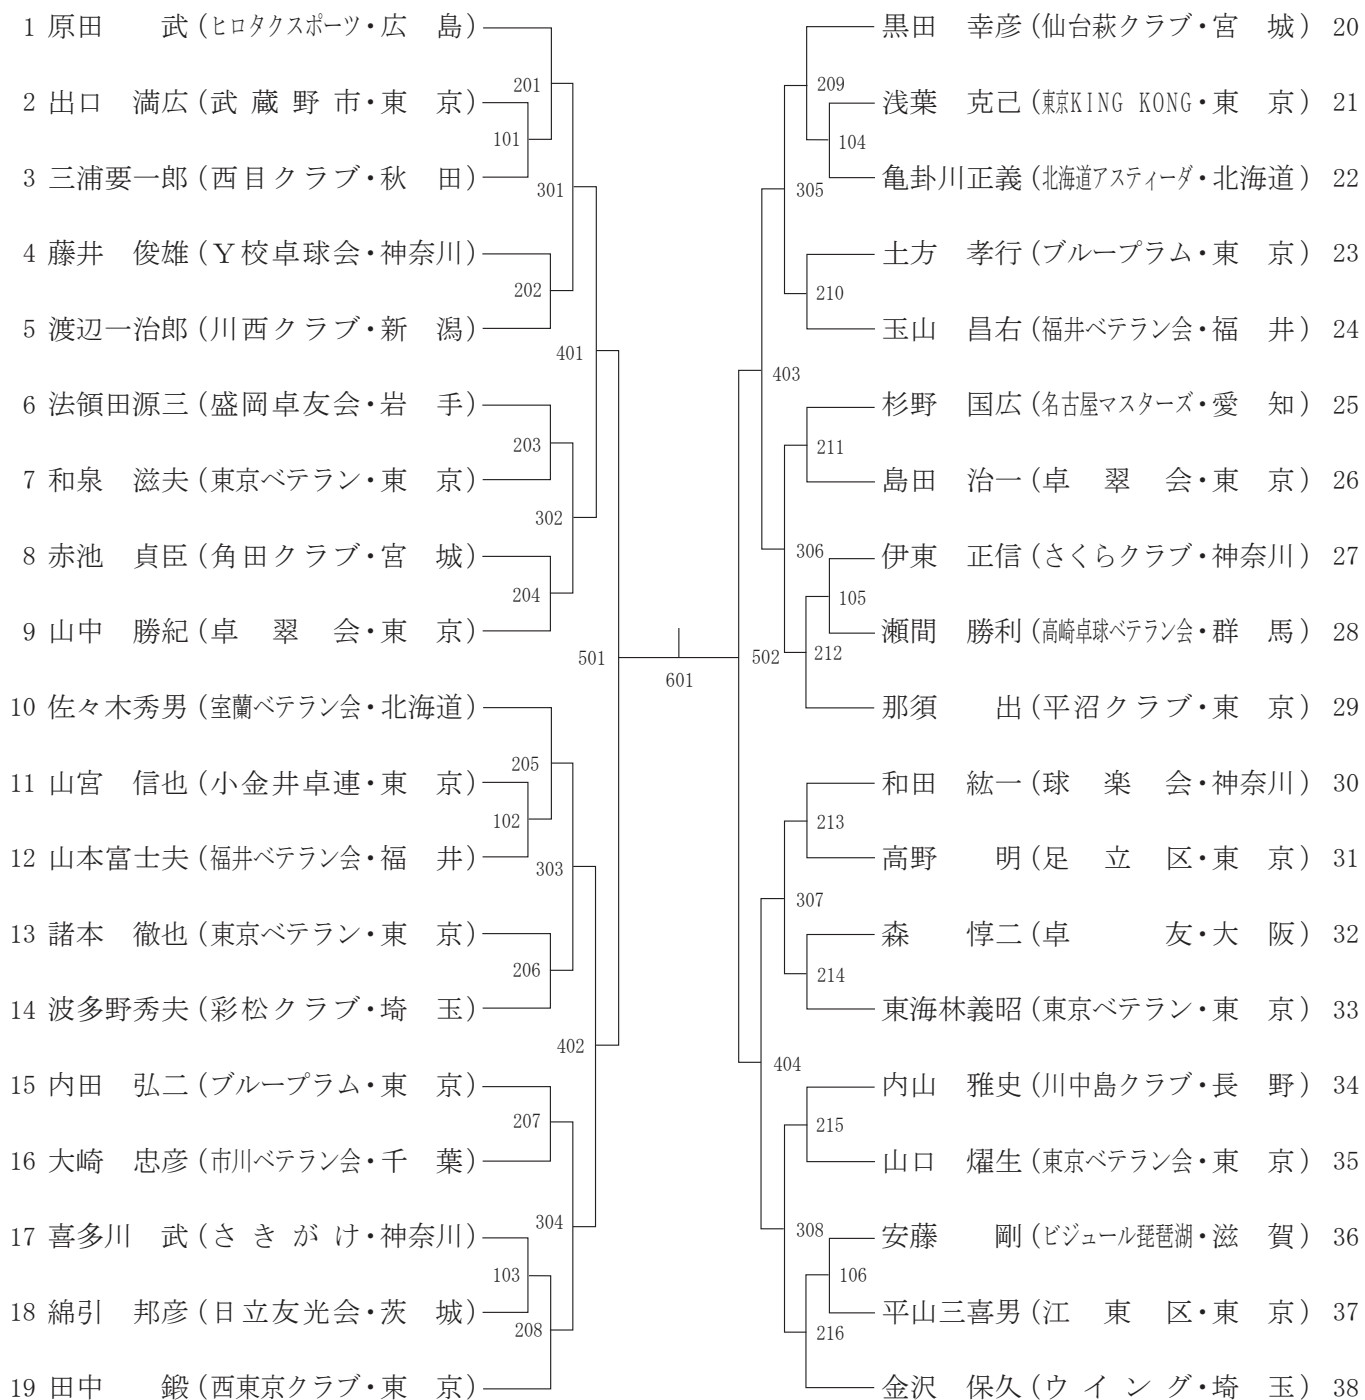 1 原田 武 (ヒロタクスポーツ・広 島)
2 出口 満広 (武 蔵 野 市・東 京)
3 三浦要一郎 (西目クラブ・秋 田)
4 藤井 俊雄 (Y校卓球会・神奈川)
5 渡辺一治郎 (川西クラブ・新 潟)
6 法領田源三 (盛岡卓友会・岩 手)
7 和泉 滋夫 (東京ベテラン・東 京)
8 赤池 貞臣 (角田クラブ・宮 城)
9 山中 勝紀 (卓 翠 会・東 京)
10 佐々木秀男 (室蘭ベテラン会・北海道)
11 山宮 信也 (小金井卓連・東 京)
12 山本富士夫 (福井ベテラン会・福 井)
13 諸本 徹也 (東京ベテラン・東 京)
14 波多野秀夫 (彩松クラブ・埼 玉)
15 内田 弘二 (ブループラム・東 京)
16 大崎 忠彦 (市川ベテラン会・千 葉)
17 喜多川 武 (さ き が け・神奈川)
18 綿引 邦彦 (日立友光会・茨 城)
19 田中 鍛 (西東京クラブ・東 京)
101
102
103
201
202
203
204
205
206
207
208
301
302
303
304
401
402
501
601
502
403
404
305
306
307
308
209
210
211
212
213
214
215
216
104
105
106
黒田 幸彦 (仙台萩クラブ・宮 城) 20
浅葉 克己 (東京KING KONG・東 京) 21
亀卦川正義 (北海道アスティーダ・北海道) 22
土方 孝行 (ブループラム・東 京) 23
玉山 昌右 (福井ベテラン会・福 井) 24
杉野 国広 (名古屋マスターズ・愛 知) 25
島田 治一 (卓 翠 会・東 京) 26
伊東 正信 (さくらクラブ・神奈川) 27
瀬間 勝利 (高崎卓球ベテラン会・群 馬) 28
那須 出 (平沼クラブ・東 京) 29
和田 紘一 (球 楽 会・神奈川) 30
高野 明 (足 立 区・東 京) 31
森 惇二 (卓 友・大 阪) 32
東海林義昭 (東京ベテラン・東 京) 33
内山 雅史 (川中島クラブ・長 野) 34
山口 燿生 (東京ベテラン会・東 京) 35
安藤 剛 (ビジュール琵琶湖・滋 賀) 36
平山三喜男 (江 東 区・東 京) 37
金沢 保久 (ウ イ ン グ・埼 玉) 38